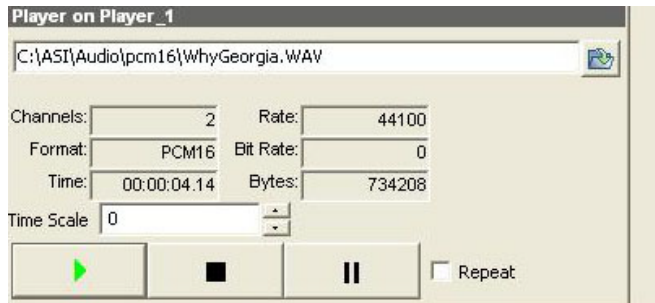 Player on Player_1
C:\ASI\Audio\pcm16\WhyGeorgia.WAV
Channels: 2 Rate: 44100
Format: PCM16 Bit Rate: 0
Time: 00:00:04.14 Bytes: 734208
Time Scale 0
Repeat